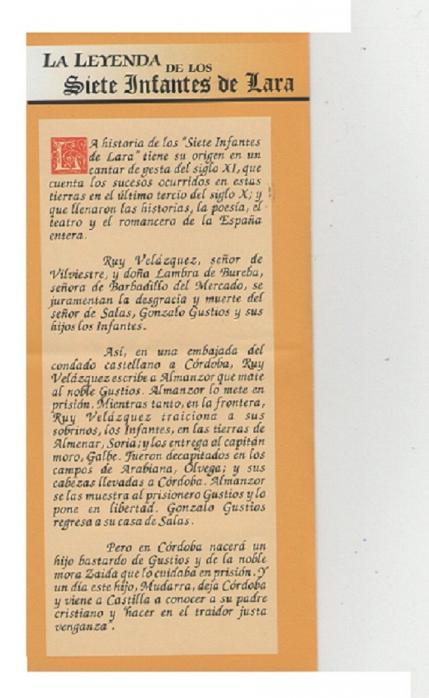 LA LEYENDA DE LOS
Siete Infantes de Lara
LA historia de los "Siete Infantes
de Lara" tiene su origen en un
cantar de gesta del siglo XI, que
cuenta los sucesos ocurridos en estas
tierras en el último tercio del siglo X; y
que llenaron las historias, la poesía, el
teatro y el romancero de la España
entera.
Ruy Velázquez, señor de
Vilviestre, y doña Lambra de Bureba,
señora de Barbadillo del Mercado, se
juramentan la desgracia y muerte del
señor de Salas, Gonzalo Gustios y sus
hijos los Infantes.
Así, en una embajada del
condado castellano a Córdoba, Ruy
Velázquez escribe a Almanzor que mate
al noble Gustios. Almanzor lo mete en
prisión. Mientras tanto, en la frontera,
Ruy Velázquez traiciona a sus
sobrinos, los Infantes, en las tierras de
Almenar, Soria; y los entrega al capitán
moro, Galbe. Fueron decapitados en los
campos de Arabiana, Olvega; y sus
cabezas llevadas a Córdoba. Almanzor
se las muestra al prisionero Gustios y lo
pone en libertad. Gonzalo Gustios
regresa a su casa de Salas.
Pero en Córdoba nacerá un
hijo bastardo de Gustios y de la noble
mora Zaida que lo cuidaba en prisión. Y
un día este hijo, Mudarra, deja Córdoba
y viene a Castilla a conocer a su padre
cristiano y "hacer en el traidor justa
venganza".